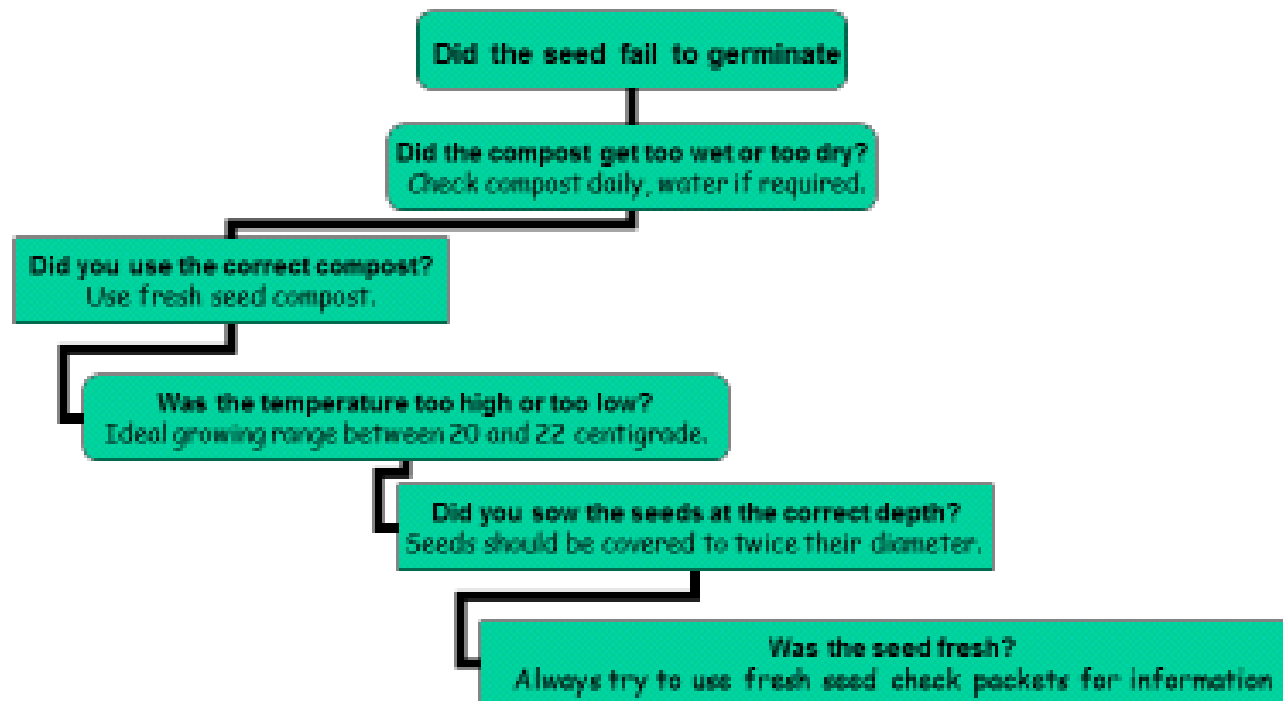 Did the seed fail to germinate
Did the compost get too wet or too dry?
Check compost daily, water if required.
Did you use the correct compost?
Use fresh seed compost.
Was the temperature too high or too low?
Ideal growing range between 20 and 22 centigrade.
Did you sow the seeds at the correct depth?
Seeds should be covered to twice their diameter.
Was the seed fresh?
Always try to use fresh seed check packets for information